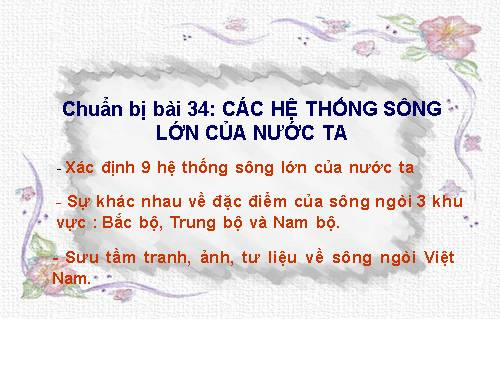 Chuẩn bị bài 34: CÁC HỆ THỐNG SÔNG
LỚN CỦA NƯỚC TA
- Xác định 9 hệ thống sông lớn của nước ta
- Sự khác nhau về đặc điểm của sông ngòi 3 khu
vực : Bắc bộ, Trung bộ và Nam bộ.
- Sưu tầm tranh, ảnh, tư liệu về sông ngòi Việt
Nam.